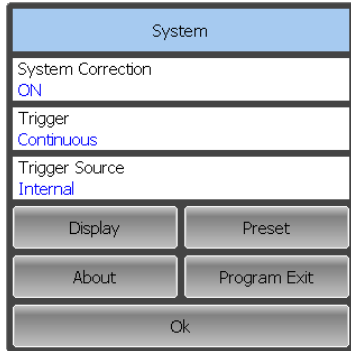 System
System Correction
ON
Trigger
Continuous
Trigger Source
Internal
Display
Preset
About
Program Exit
Ok